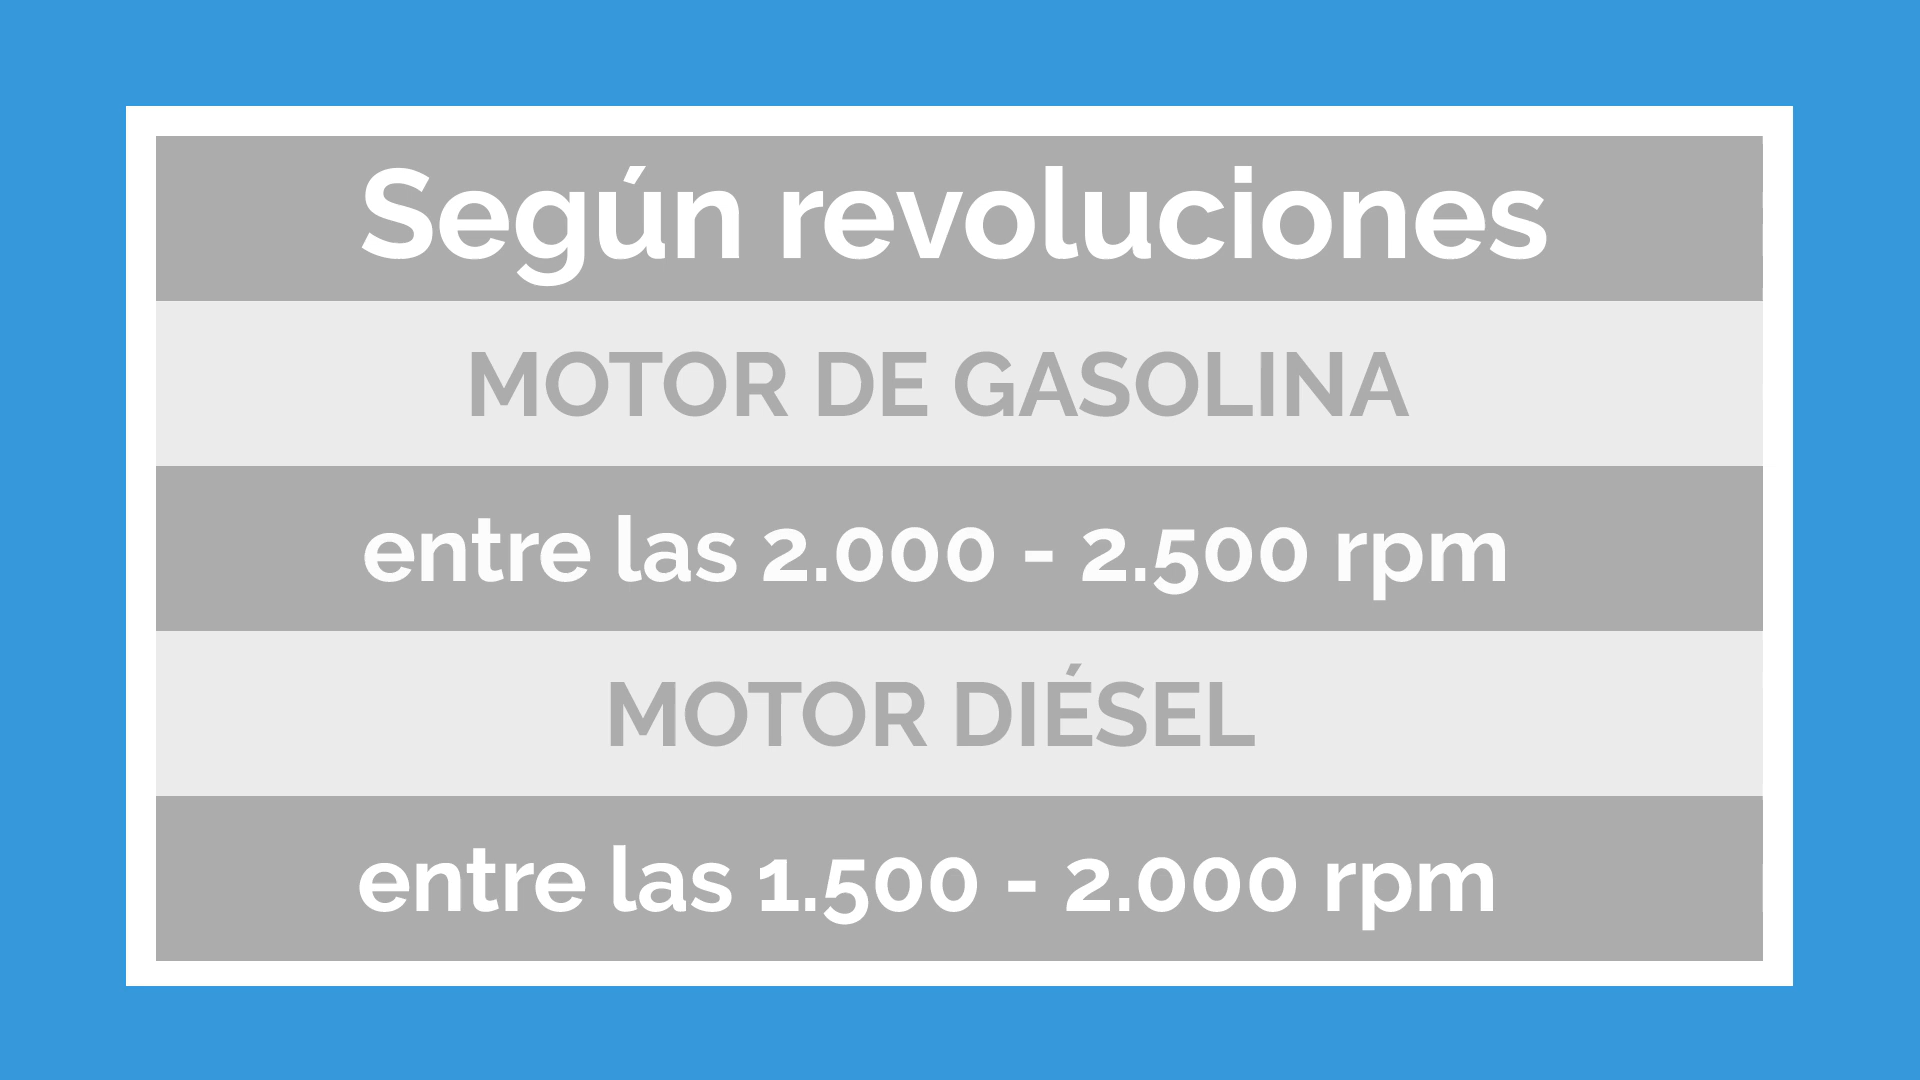 Según revoluciones
MOTOR DE GASOLINA
entre las 2.000 - 2.500 rpm
MOTOR DIÉSEL
entre las 1.500 - 2.000 rpm